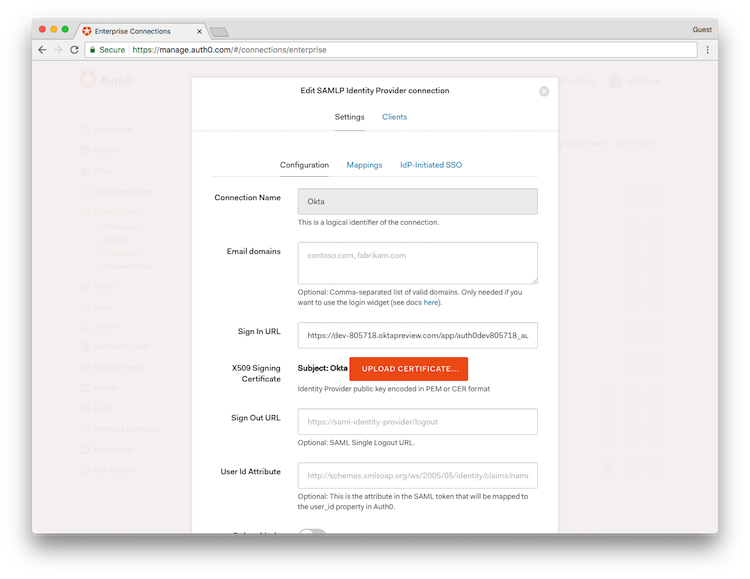 Enterprise Connections
Guest
Secure
https://manage.auth0.com/#/connections/enterprise
Auth0
Edit SAMLP Identity Provider connection
Settings
Clients
Configuration
Mappings
IdP-Initiated SSO
Connection Name
Okta
This is a logical identifier of the connection.
Email domains
contoso.com, fabrikam.com
Optional: Comma-separated list of valid domains. Only needed if you
want to use the login widget (see docs here).
Sign In URL
https://dev-805718.oktapreview.com/app/auth0dev805718_au
X509 Signing
Certificate
Subject: Okta
UPLOAD CERTIFICATE...
Identity Provider public key encoded in PEM or CER format
Sign Out URL
https://saml-identity-provider/logout
Optional: SAML Single Logout URL.
User Id Attribute
http://schemas.xmlsoap.org/ws/2005/05/identity/claims/name
Optional: This is the attribute in the SAML token that will be mapped to
the user_id property in Auth0.